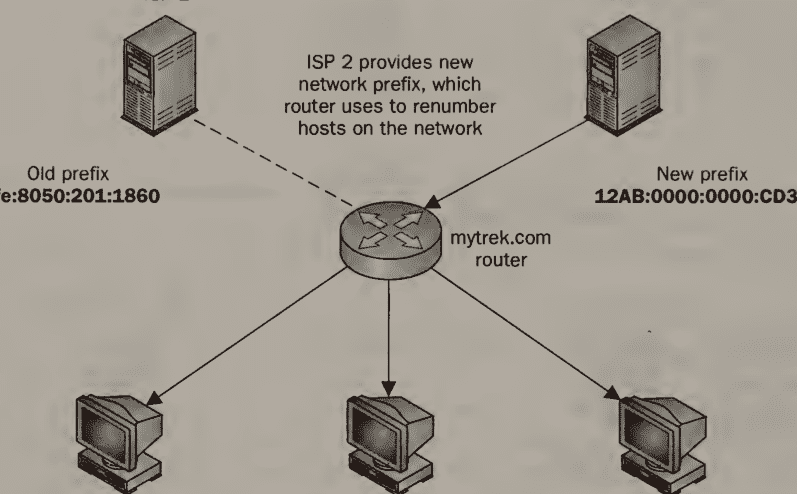 ISP 2 provides new
network prefix, which
router uses to renumber
hosts on the network
Old prefix
fe:8050:201:1860
New prefix
12AB:0000:0000:CD3
mytrek.com
router